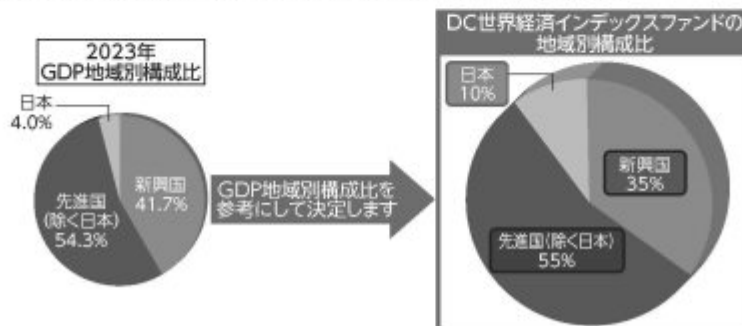 2023年
GDP地域別構成比
日本
4.0%
新興国
41.7%
先進国
(除く日本)
54.3%
GDP地域別構成比を
参考にして決定します
DC世界経済インデックスファンドの
地域別構成比
日本
10%
新興国
35%
先進国(除く日本)
55%